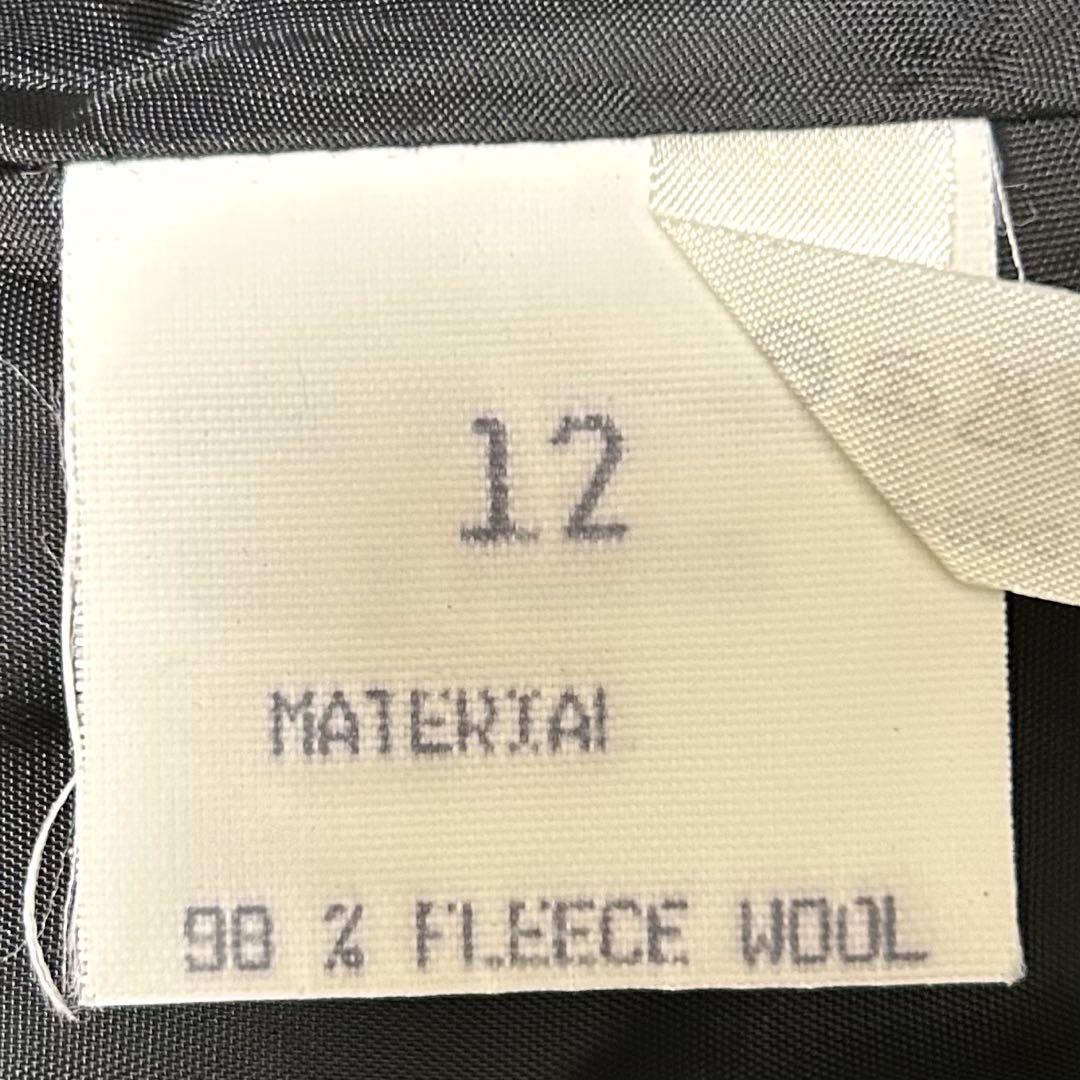 12
MATERIAL
98 % FLEECE WOOL